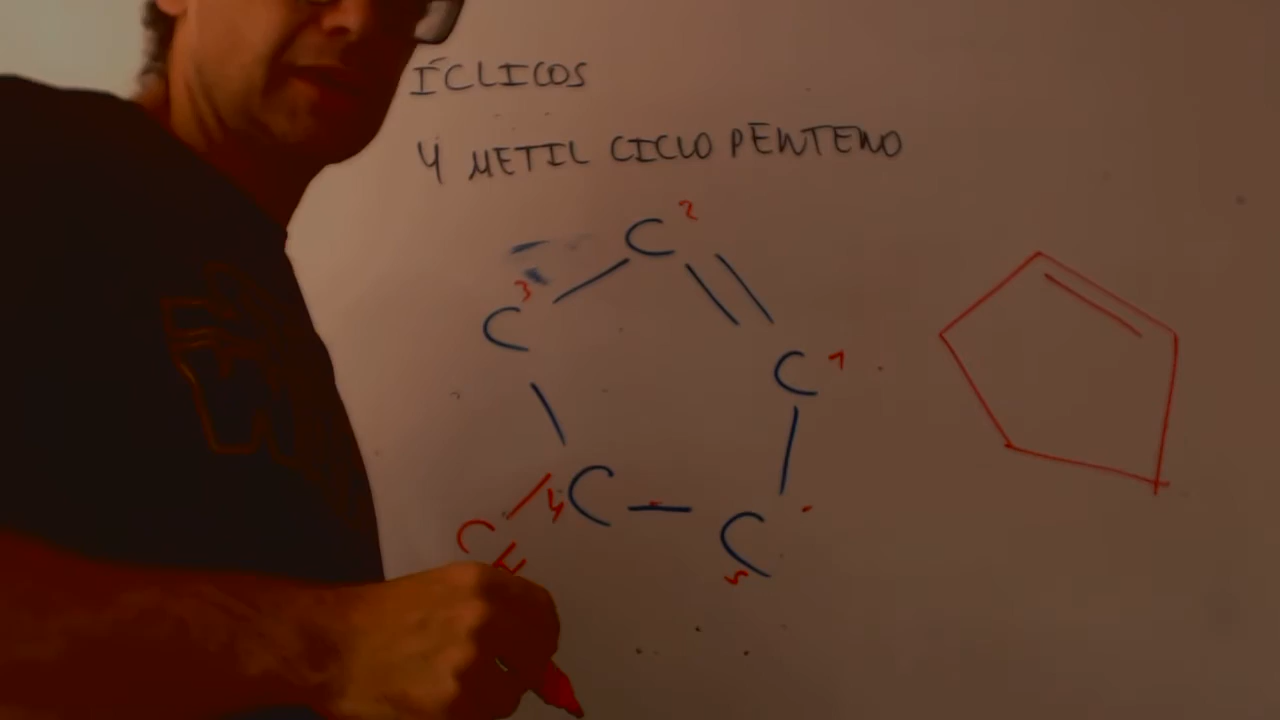 ÍCLICOS
4 METIL CICLO PENTENO
C 2
C 3
C 1
4 C
C 5
CH